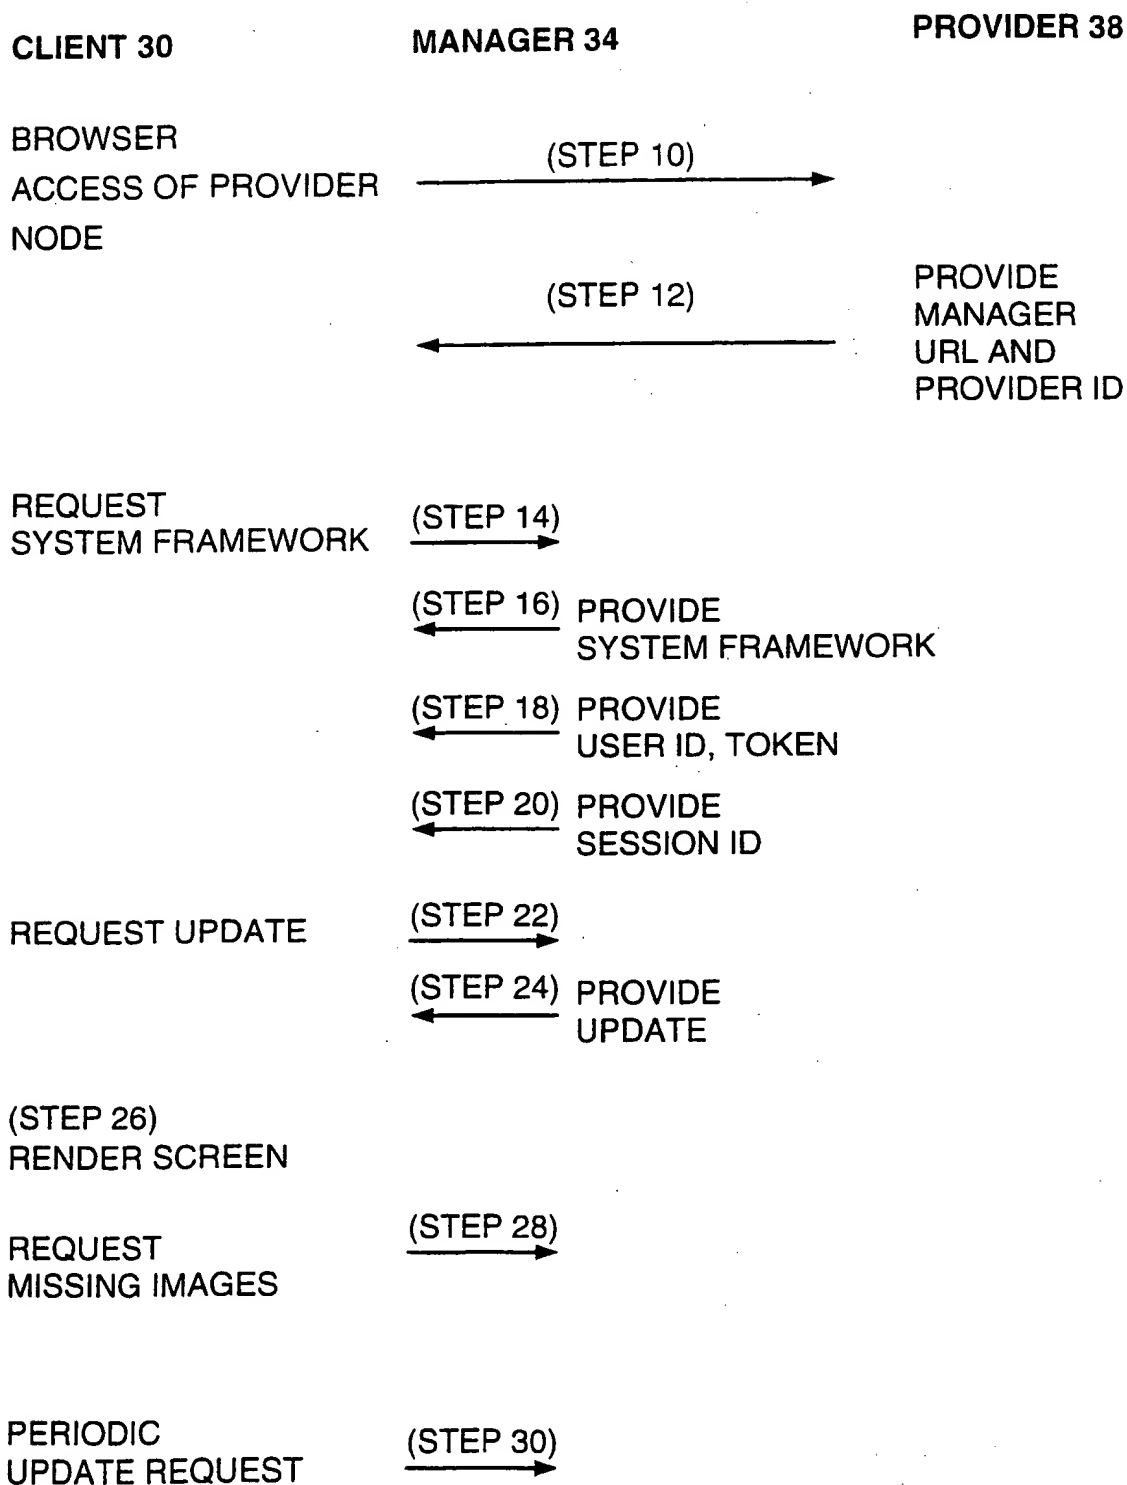 CLIENT 30
MANAGER 34
PROVIDER 38
BROWSER
ACCESS OF PROVIDER
NODE
(STEP 10)
(STEP 12)
PROVIDE
MANAGER
URL AND
PROVIDER ID
REQUEST
SYSTEM FRAMEWORK
(STEP 14)
(STEP 16)
PROVIDE
SYSTEM FRAMEWORK
(STEP 18)
PROVIDE
USER ID, TOKEN
(STEP 20)
PROVIDE
SESSION ID
REQUEST UPDATE
(STEP 22)
(STEP 24)
PROVIDE
UPDATE
(STEP 26)
RENDER SCREEN
REQUEST
MISSING IMAGES
(STEP 28)
PERIODIC
UPDATE REQUEST
(STEP 30)